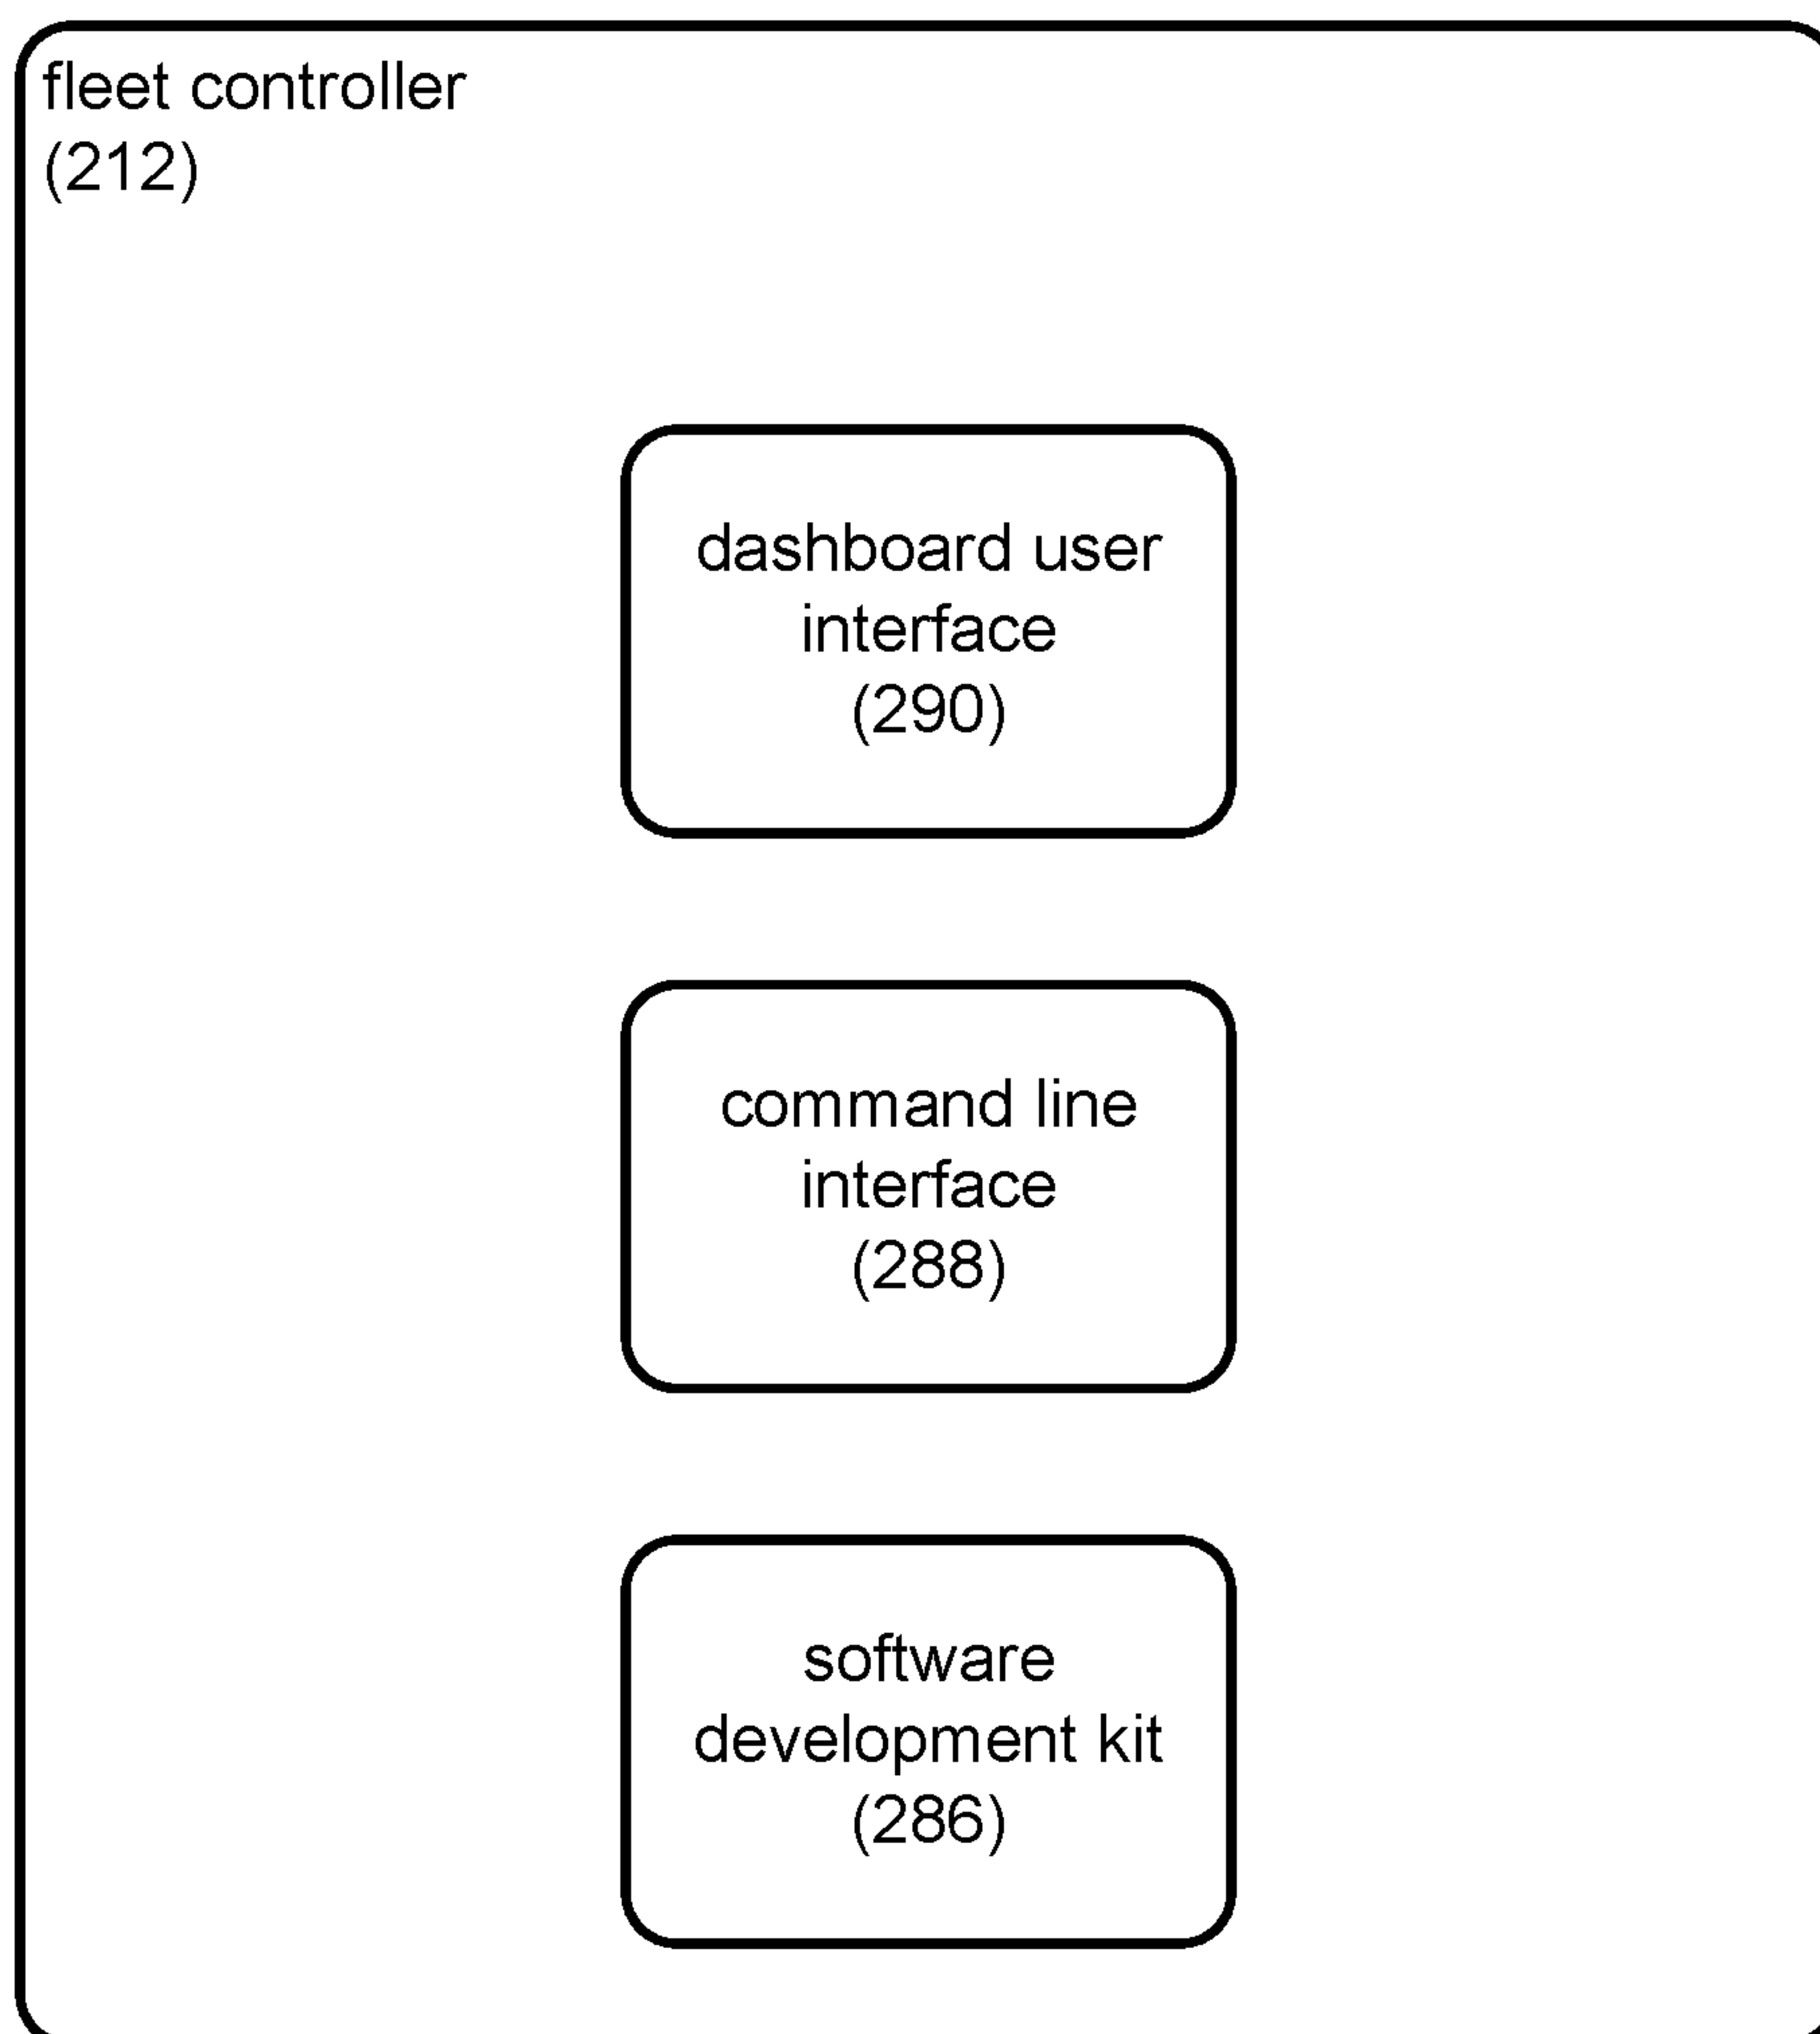 fleet controller
(212)
dashboard user
interface
(290)
command line
interface
(288)
software
development kit
(286)